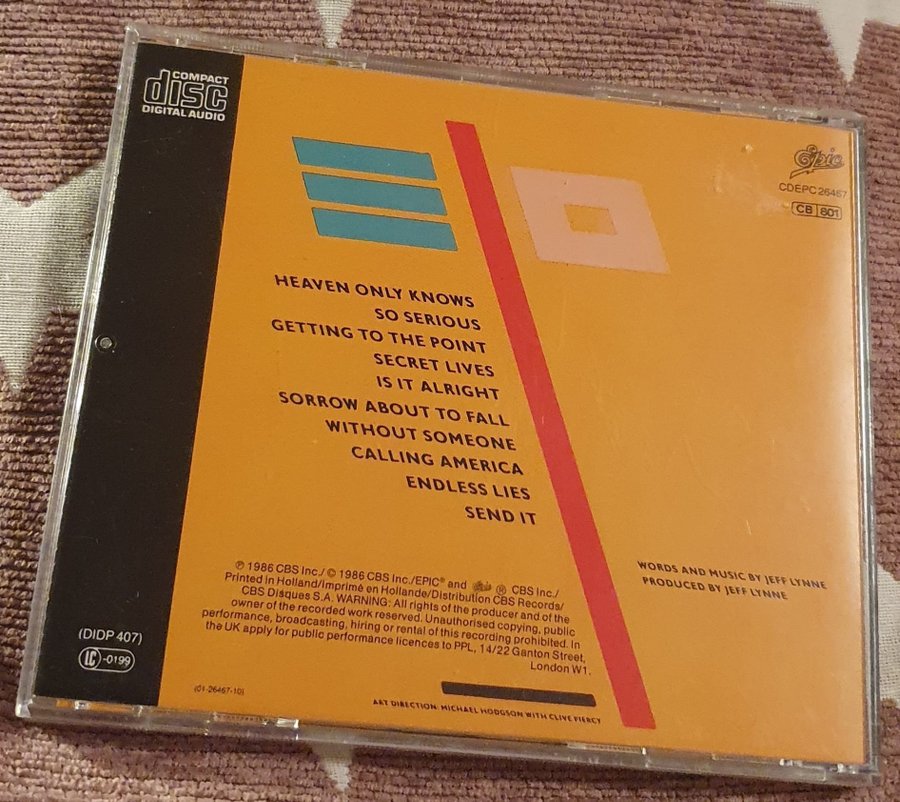 COMPACT
disc
DIGITAL AUDIO
Epic
CDEPC 26467
CB 801
HEAVEN ONLY KNOWS
SO SERIOUS
GETTING TO THE POINT
SECRET LIVES
IS IT ALRIGHT
SORROW ABOUT TO FALL
WITHOUT SOMEONE
CALLING AMERICA
ENDLESS LIES
SEND IT
WORDS AND MUSIC BY JEFF LYNNE
PRODUCED BY JEFF LYNNE
℗ 1986 CBS Inc./ © 1986 CBS Inc./EPIC® and Epic ® CBS Inc./
Printed in Holland/Imprimé en Hollande/Distribution CBS Records/
CBS Disques S.A. WARNING: All rights of the producer and of the
owner of the recorded work reserved. Unauthorised copying, public
performance, broadcasting, hiring or rental of this recording prohibited. In
the UK apply for public performance licences to PPL, 14/22 Ganton Street,
London W1.
(DIDP 407)
LC -0199
(01-26467-10)
ART DIRECTION: MICHAEL HODGSON WITH CLIVE PIERCY